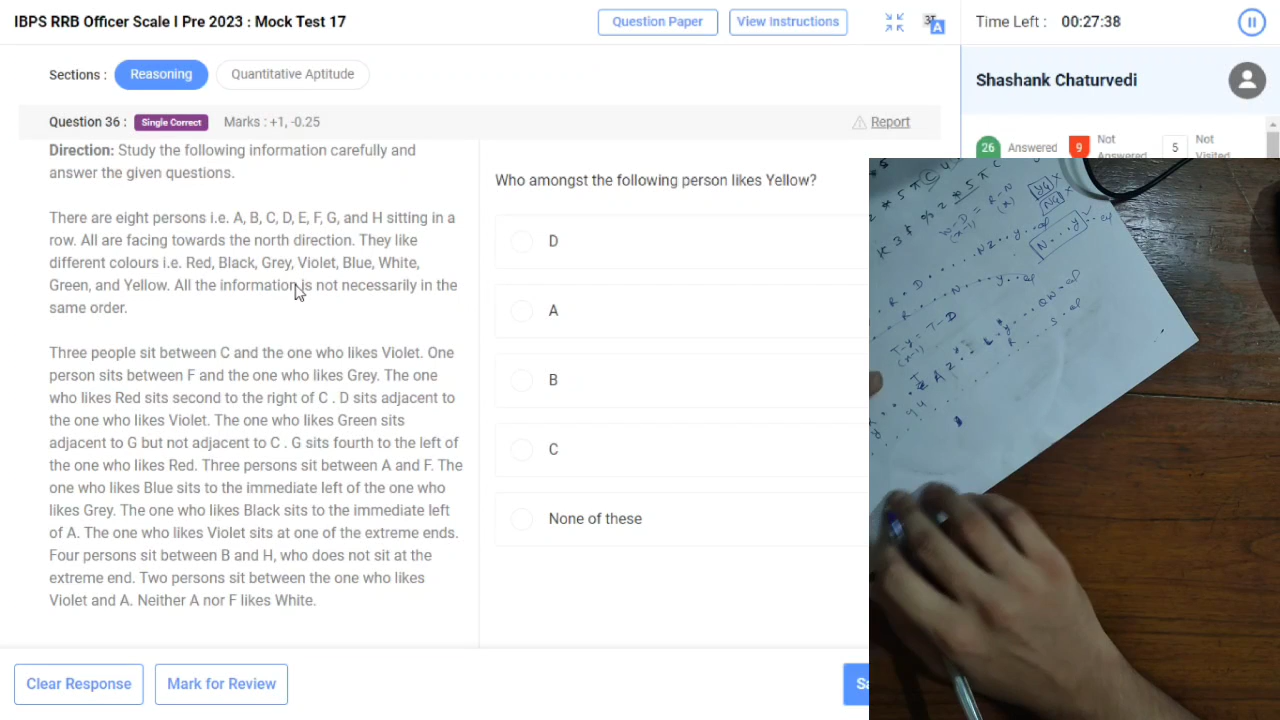 IBPS RRB Officer Scale I Pre 2023 : Mock Test 17
Question Paper
View Instructions
Time Left : 00:27:38
Sections :
Reasoning
Quantitative Aptitude
Shashank Chaturvedi
Question 36 :
Single Correct
Marks : +1, -0.25
Report
26
Answered
9
Not
Answered
5
Not
Visited
Direction: Study the following information carefully and
answer the given questions.
There are eight persons i.e. A, B, C, D, E, F, G, and H sitting in a
row. All are facing towards the north direction. They like
different colours i.e. Red, Black, Grey, Violet, Blue, White,
Green, and Yellow. All the information is not necessarily in the
same order.
Three people sit between C and the one who likes Violet. One
person sits between F and the one who likes Grey. The one
who likes Red sits second to the right of C . D sits adjacent to
the one who likes Violet. The one who likes Green sits
adjacent to G but not adjacent to C . G sits fourth to the left of
the one who likes Red. Three persons sit between A and F. The
one who likes Blue sits to the immediate left of the one who
likes Grey. The one who likes Black sits to the immediate left
of A. The one who likes Violet sits at one of the extreme ends.
Four persons sit between B and H, who does not sit at the
extreme end. Two persons sit between the one who likes
Violet and A. Neither A nor F likes White.
Who amongst the following person likes Yellow?
D
A
B
C
None of these
Clear Response
Mark for Review